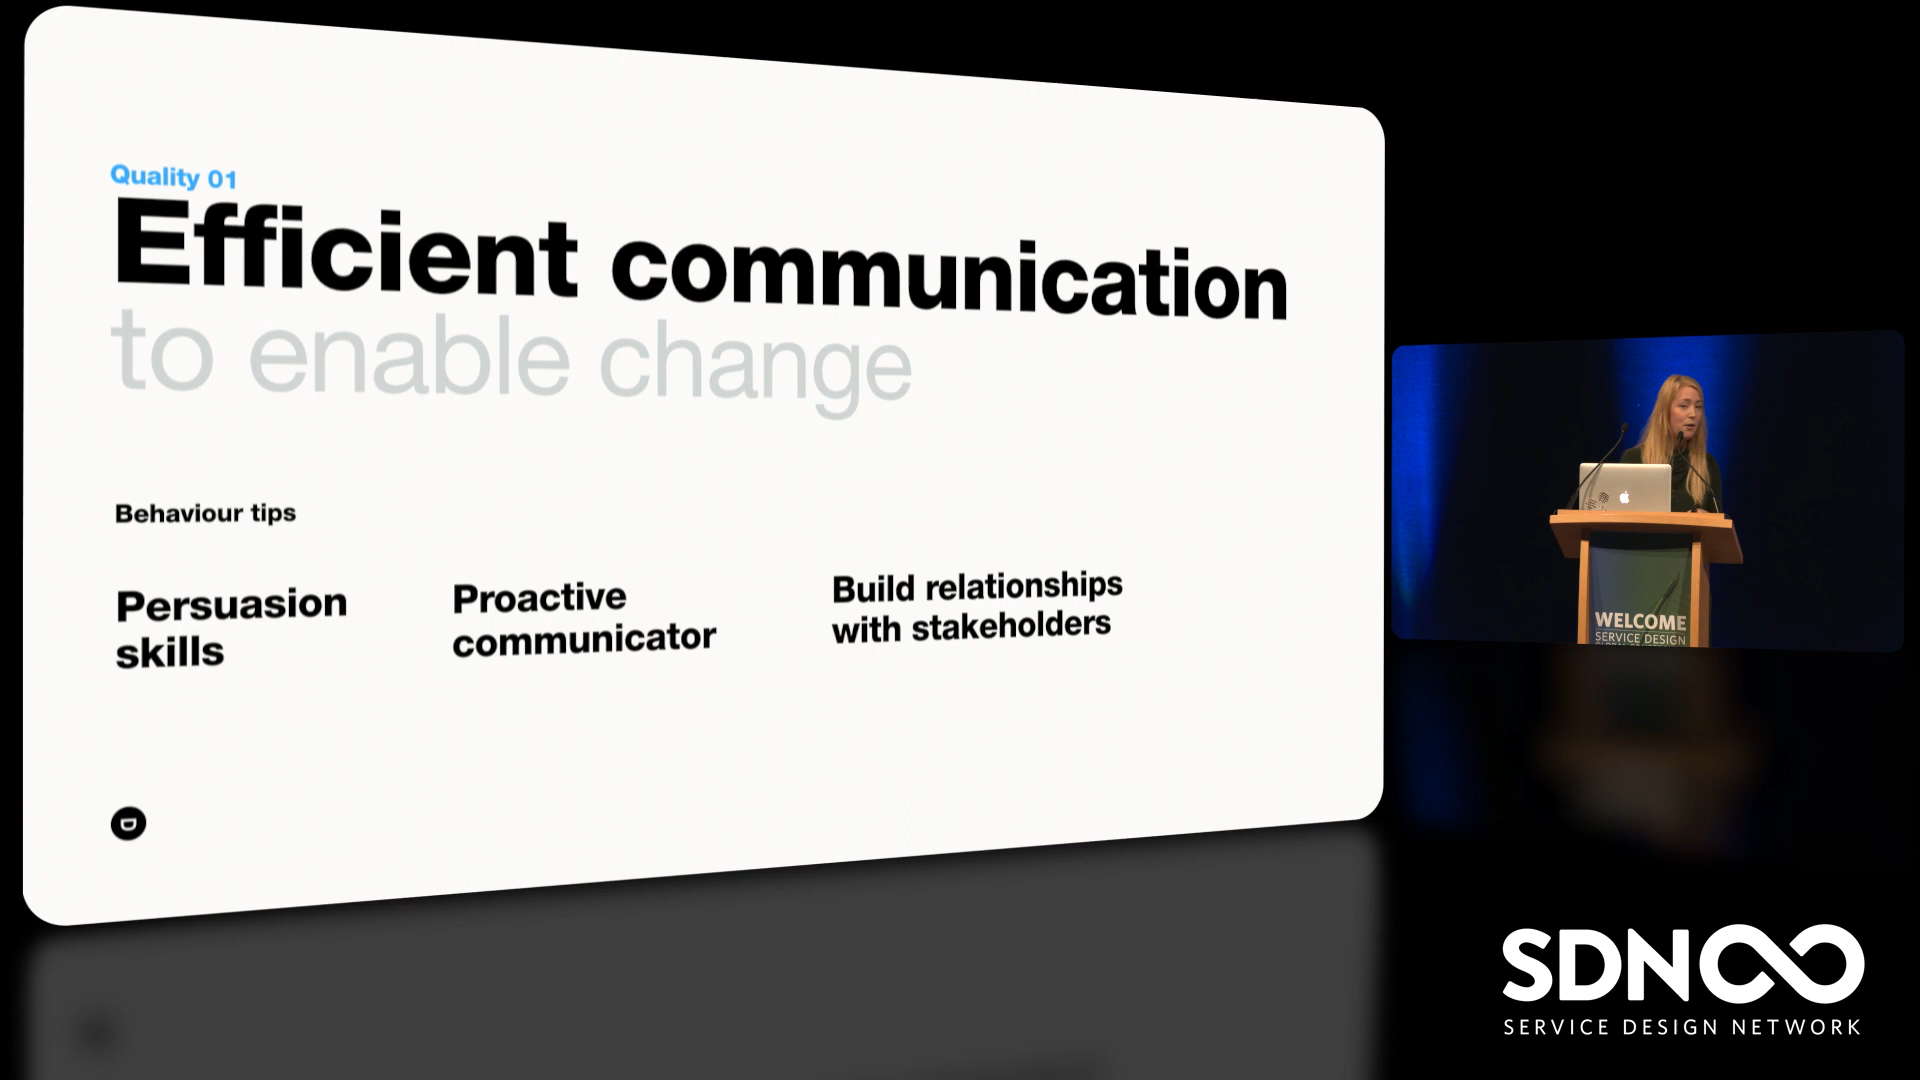 Quality 01
Efficient communication
to enable change
Behaviour tips
Persuasion
skills
Proactive
communicator
Build relationships
with stakeholders
D
WELCOME
SERVICE DESIGN
SDN
SERVICE DESIGN NETWORK